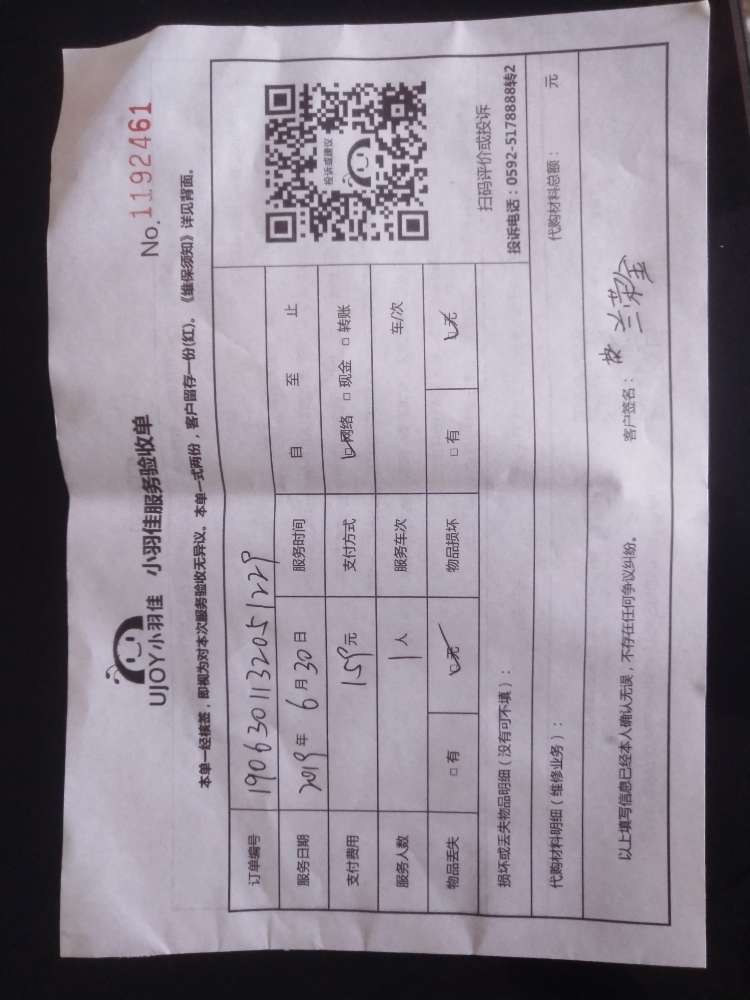 UJOY小羽佳 小羽佳服务验收单
No. 1192461
本单一经核签，即视为对本次服务验收无异议。本单一式两份，客户留存一份(红)。《维保须知》详见背面。
订单编号 190630113205122​9
服务日期 2019年 6月 30日 服务时间 自 至 止
支付费用 159元 支付方式 ☑网络 □现金 □转账
服务人数 1人 服务车次 车/次
物品丢失 □有 ☑无 物品损坏 □有 ☑无
投诉或建议
扫码评价或投诉
投诉电话：0592-5178888转2
损坏或丢失物品明细（没有可不填）：
代购材料明细（维修业务）： 代购材料总额： 元
以上填写信息已经本人确认无误，不存在任何争议纠纷。 客户签名：